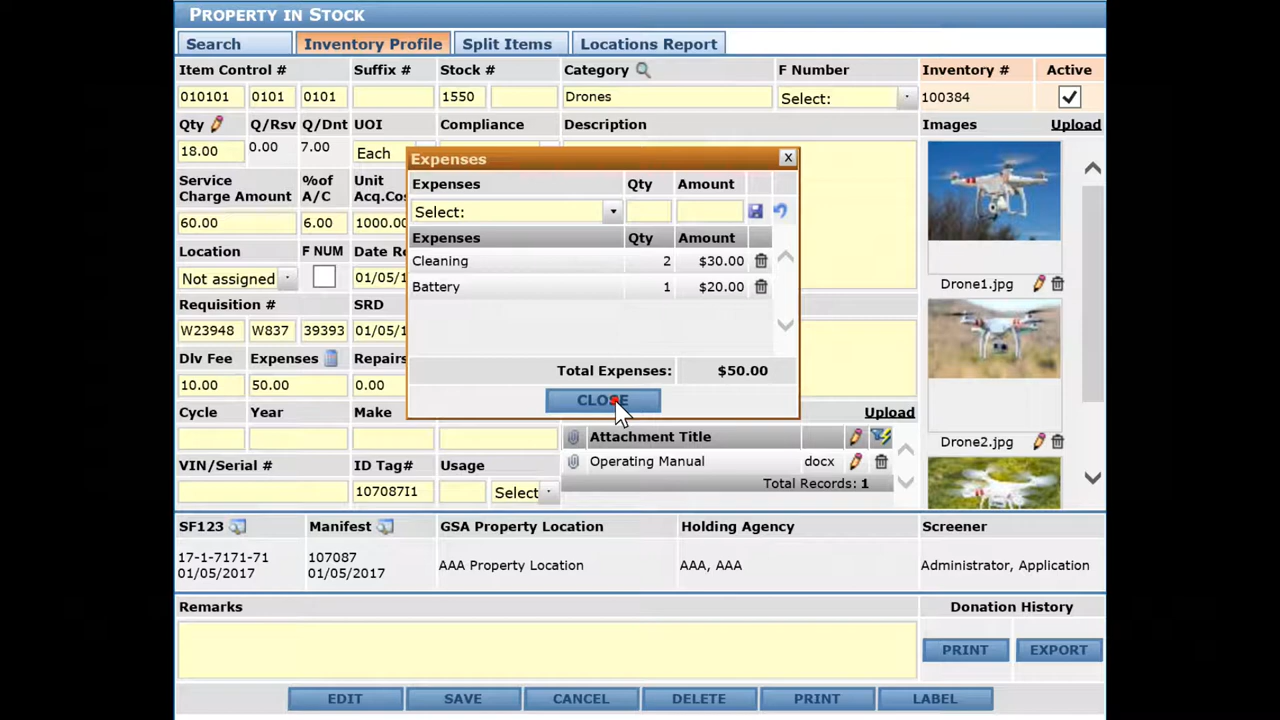 PROPERTY IN STOCK
Search Inventory Profile Split Items Locations Report
Item Control # Suffix # Stock # Category F Number Inventory # Active
010101 0101 0101 1550 Drones Select: 100384
Qty Q/Rsv Q/Dnt UOI Compliance Description Images Upload
18.00 0.00 7.00 Each
Expenses
Service Charge Amount %of A/C Unit Acq.Co
Expenses Qty Amount
60.00 6.00 1000.00
Select:
Expenses Qty Amount
Location F NUM Date Re
Cleaning 2 $30.00
Not assigned 01/05/1
Battery 1 $20.00
Drone1.jpg
Requisition # SRD
W23948 W837 39393 01/05/1
Dlv Fee Expenses Repairs
Total Expenses: $50.00
10.00 50.00 0.00
CLOSE
Cycle Year Make Upload
Attachment Title
Drone2.jpg
VIN/Serial # ID Tag# Usage
Operating Manual docx
Total Records: 1
107087I1 Select
SF123 Manifest GSA Property Location Holding Agency Screener
17-1-7171-71 107087 AAA Property Location AAA, AAA Administrator, Application
01/05/2017 01/05/2017
Remarks Donation History
PRINT EXPORT
EDIT SAVE CANCEL DELETE PRINT LABEL